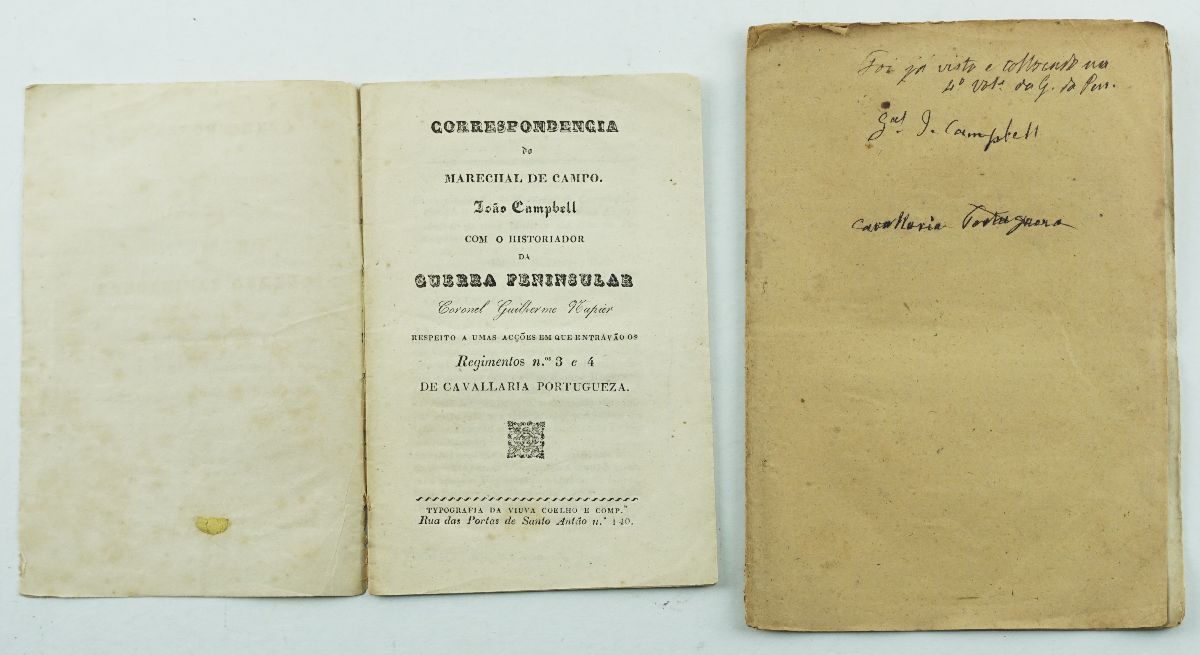 CORRESPONDENCIA
do
MARECHAL DE CAMPO.
João Campbell
COM O HISTORIADOR
DA
GUERRA PENINSULAR
Coronel Guilherme Napier
RESPEITO A UMAS ACÇÕES EM QUE ENTRAVÃO OS
Regimentos n.os 3 e 4
DE CAVALLARIA PORTUGUEZA.
TYPOGRAFIA DA VIUVA COELHO E COMP.ª
Rua das Portas de Santo Antão n.º 140.
Foi já visto e collocado no
4º vol. da G. da Pen.
Gal. J. Campbell
Cavallaria Portugueza